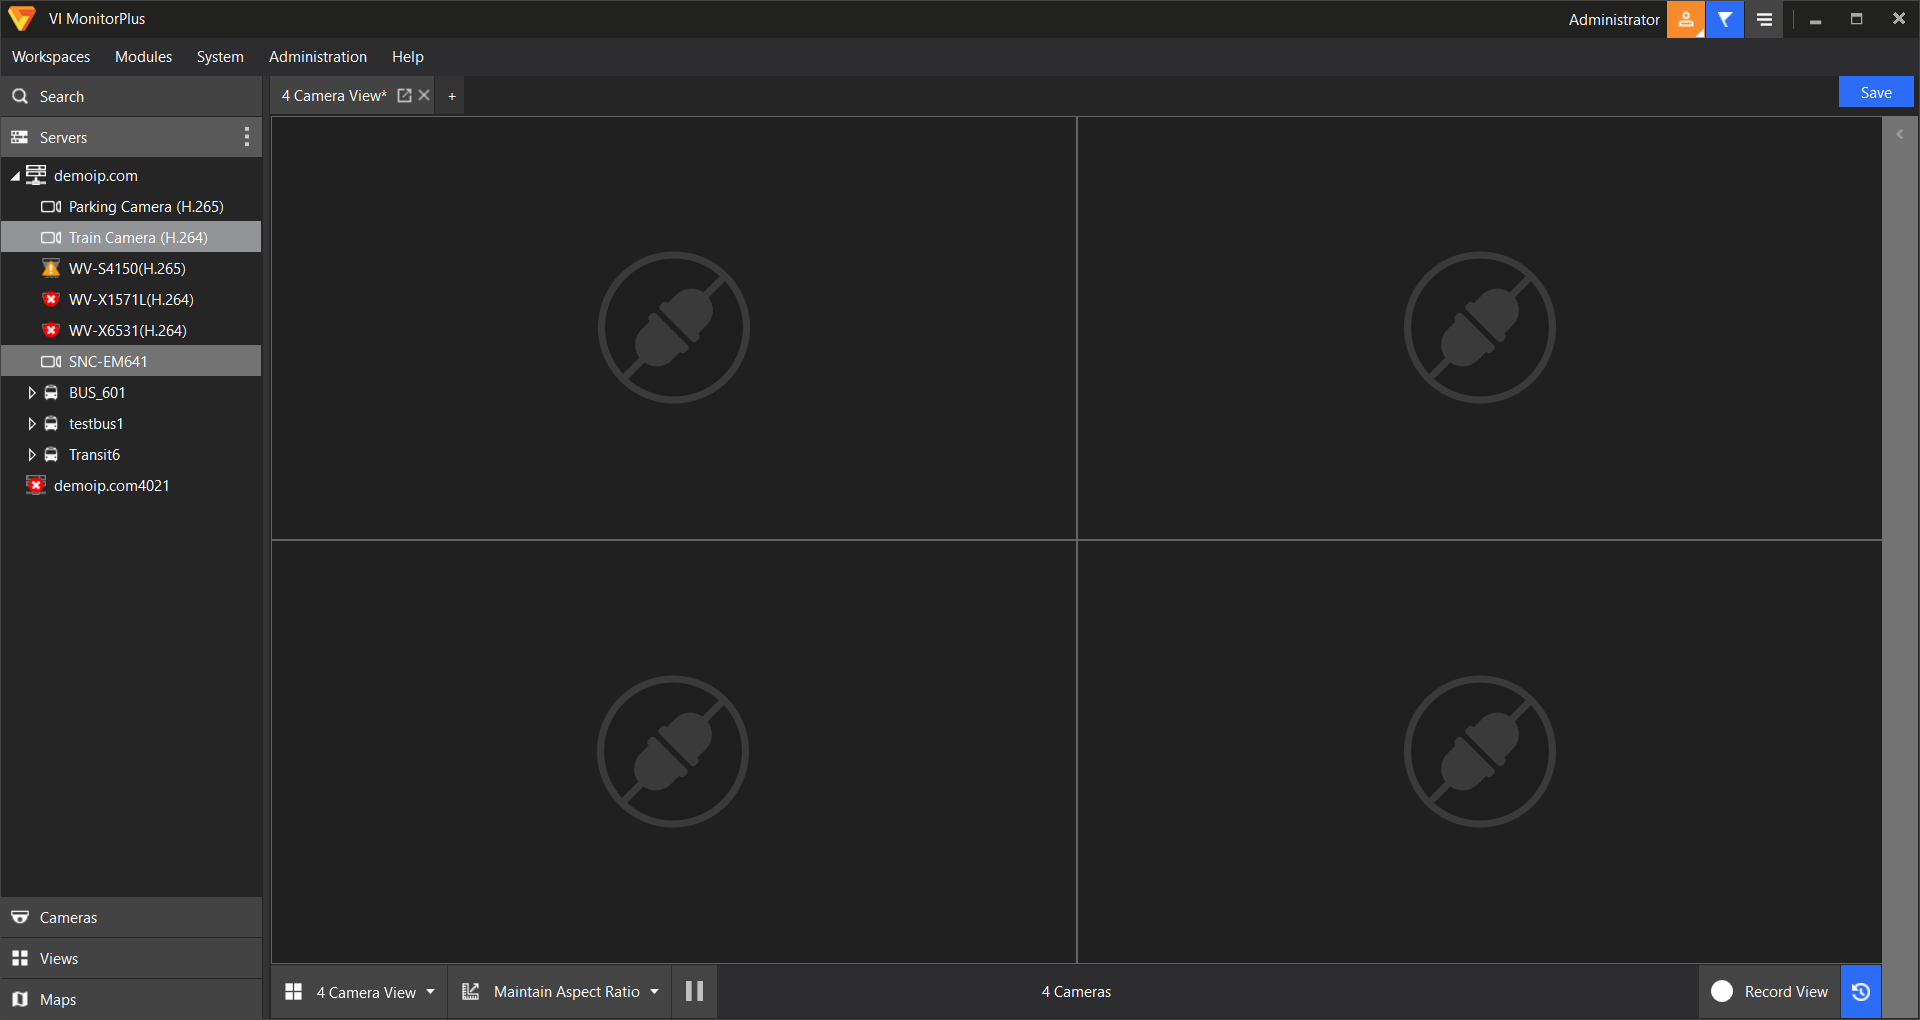 VI MonitorPlus
Administrator
Workspaces Modules System Administration Help
Search
4 Camera View* +
Save
Servers
demoip.com
Parking Camera (H.265)
Train Camera (H.264)
WV-S4150(H.265)
WV-X1571L(H.264)
WV-X6531(H.264)
SNC-EM641
BUS_601
testbus1
Transit6
demoip.com4021
Cameras
Views
Maps
4 Camera View
Maintain Aspect Ratio
4 Cameras
Record View